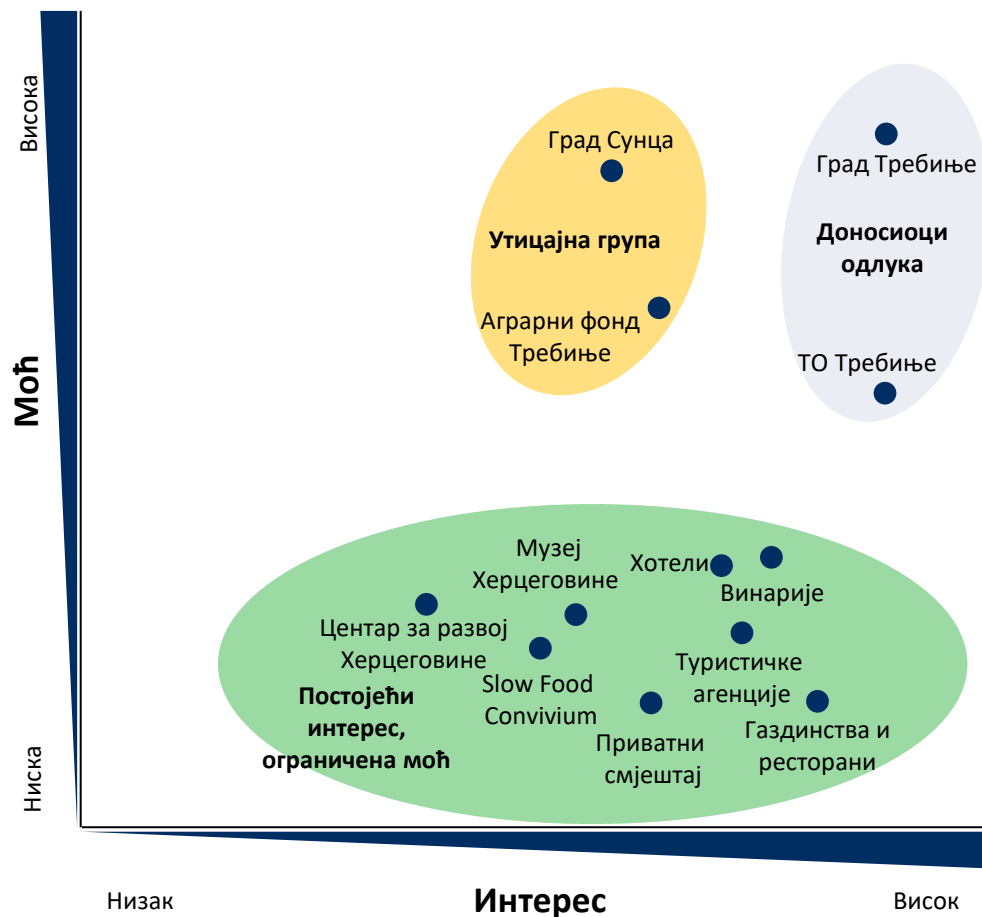 Висока
Град Сунца
Град Требиње
Утицајна група
Доносиоци
одлука
Аграрни фонд
Требиње
ТО Требиње
Моћ
Музеј
Херцеговине
Хотели
Винарије
Центар за развој
Херцеговине
Slow Food
Convivium
Туристичке
агенције
Постојећи
интерес,
ограничена моћ
Приватни
смјештај
Газдинства и
ресторани
Ниска
Низак
Интерес
Висок